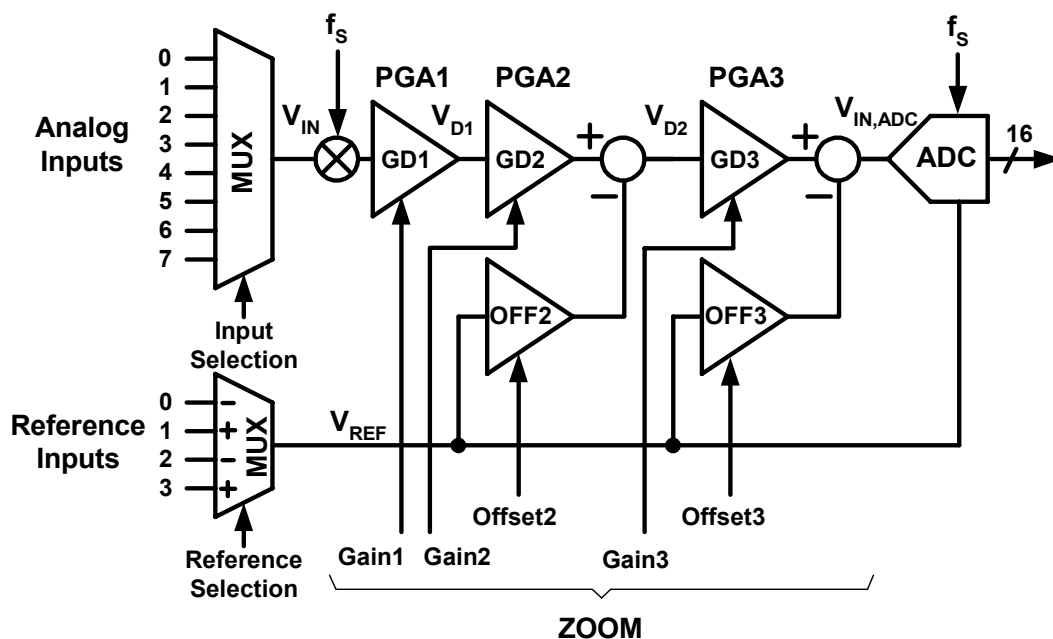 f_S
f_S
PGA1
PGA2
PGA3
0
1
2
3
4
5
6
7
Analog
Inputs
MUX
V_IN
V_D1
V_D2
V_IN,ADC
GD1
GD2
GD3
+
−
+
−
ADC
16
OFF2
OFF3
Input
Selection
Reference
Inputs
0
1
2
3
−
+
−
+
MUX
V_REF
Offset2
Offset3
Reference
Selection
Gain1
Gain2
Gain3
ZOOM